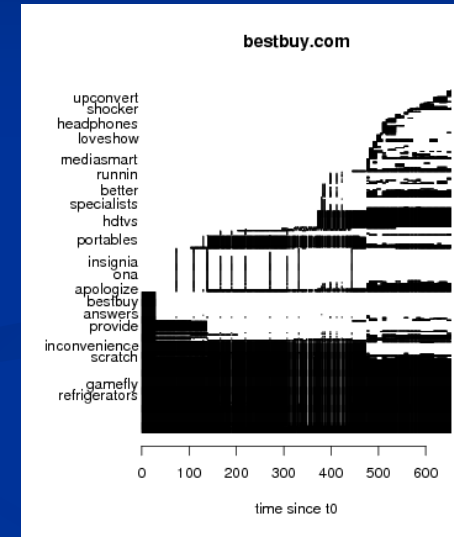 bestbuy.com
upconvert
shocker
headphones
loveshow
mediasmart
runnin
better
specialists
hdtvs
portables
insignia
ona
apologize
bestbuy
answers
provide
inconvenience
scratch
gamefly
refrigerators
0 100 200 300 400 500 600
time since t0